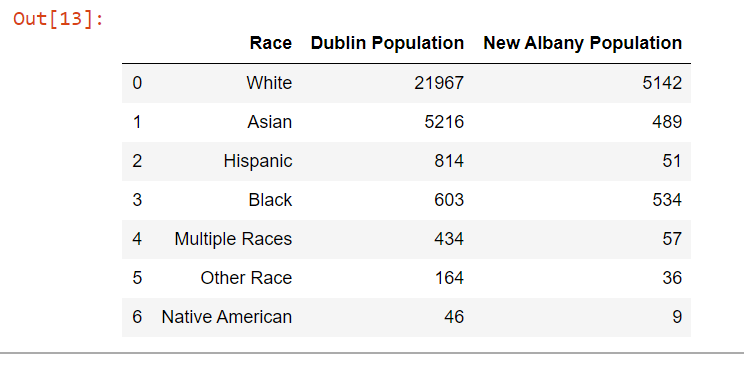 Out[13]:
Race Dublin Population New Albany Population
0 White 21967 5142
1 Asian 5216 489
2 Hispanic 814 51
3 Black 603 534
4 Multiple Races 434 57
5 Other Race 164 36
6 Native American 46 9